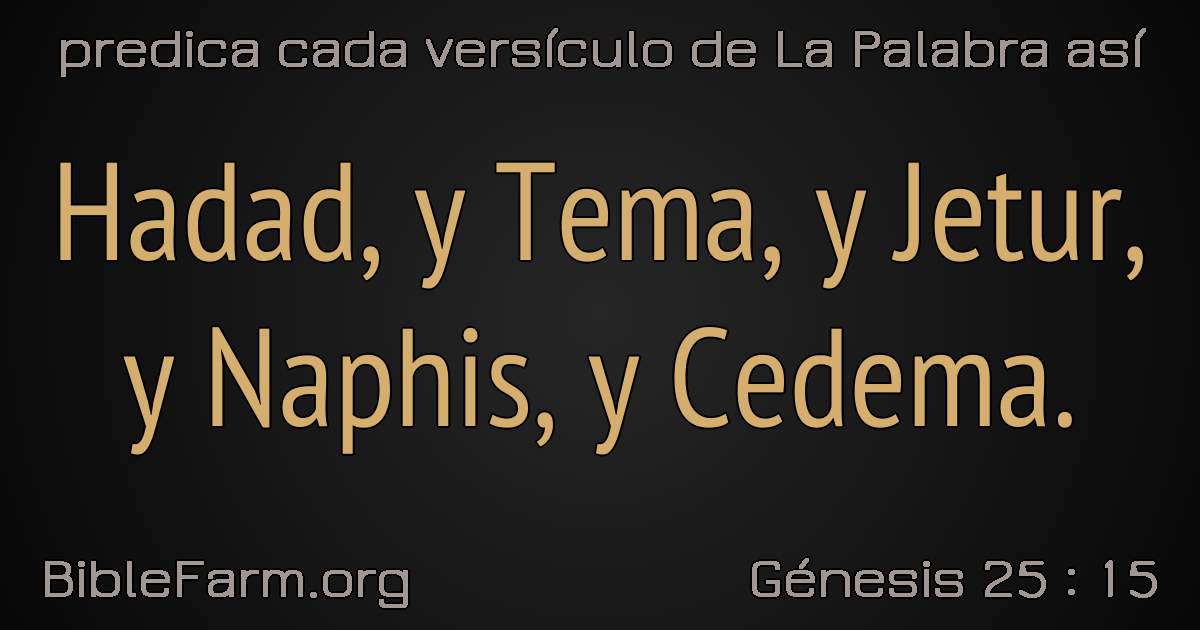 predica cada versículo de La Palabra así
Hadad, y Tema, y Jetur,
y Naphis, y Cedema.
BibleFarm.org
Génesis 25 : 15